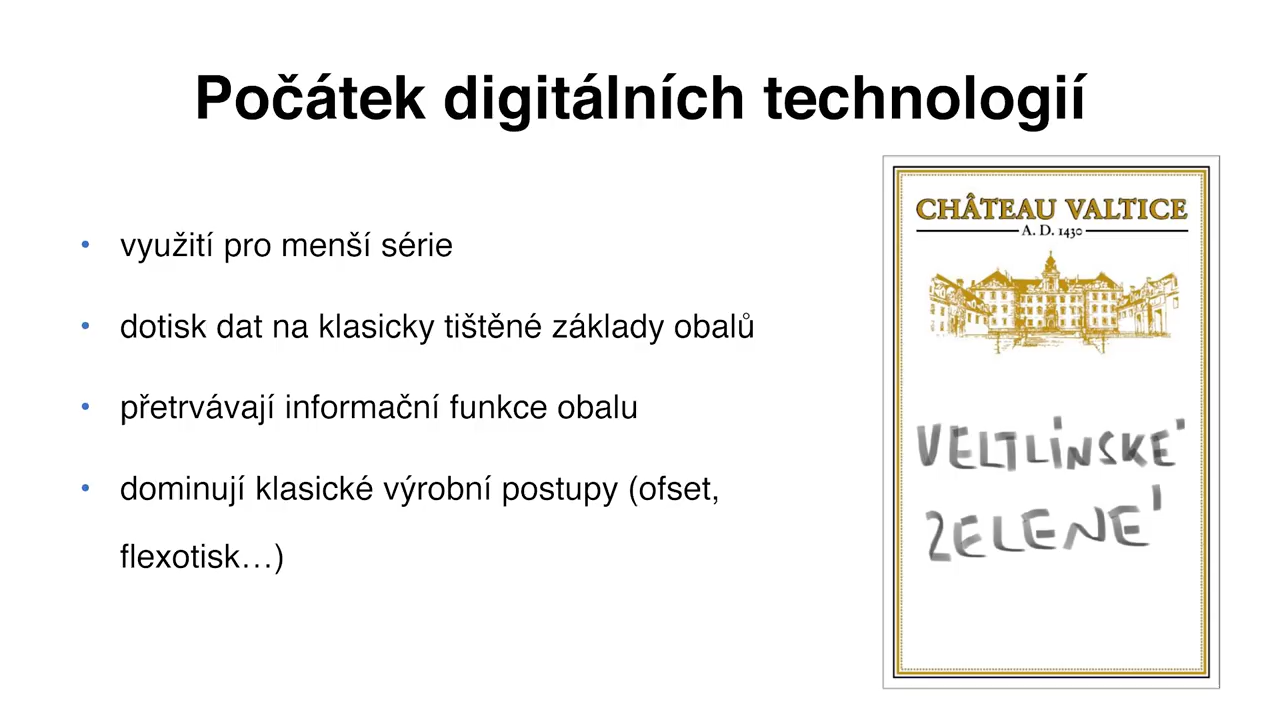 Počátek digitálních technologií
• využití pro menší série
• dotisk dat na klasicky tištěné základy obalů
• přetrvávají informační funkce obalu
• dominují klasické výrobní postupy (ofset,
flexotisk…)
CHÂTEAU VALTICE
A. D. 1430
VELTLÍNSKÉ
ZELENÉ